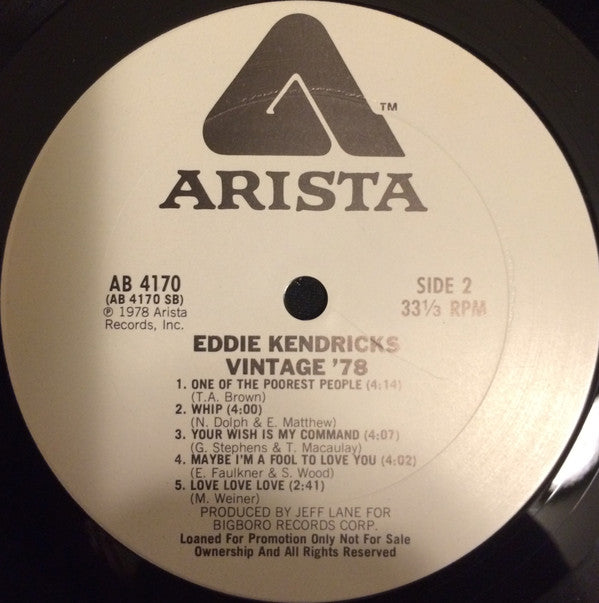 TM
ARISTA
AB 4170
(AB 4170 SB)
℗ 1978 Arista
Records, Inc.
SIDE 2
33⅓ RPM
EDDIE KENDRICKS
VINTAGE '78
1. ONE OF THE POOREST PEOPLE (4:14)
(T.A. Brown)
2. WHIP (4:00)
(N. Dolph & E. Matthew)
3. YOUR WISH IS MY COMMAND (4:07)
(G. Stephens & T. Macaulay)
4. MAYBE I'M A FOOL TO LOVE YOU (4:02)
(E. Faulkner & S. Wood)
5. LOVE LOVE LOVE (2:41)
(M. Weiner)
PRODUCED BY JEFF LANE FOR
BIGBORO RECORDS CORP.
Loaned For Promotion Only Not For Sale
Ownership And All Rights Reserved